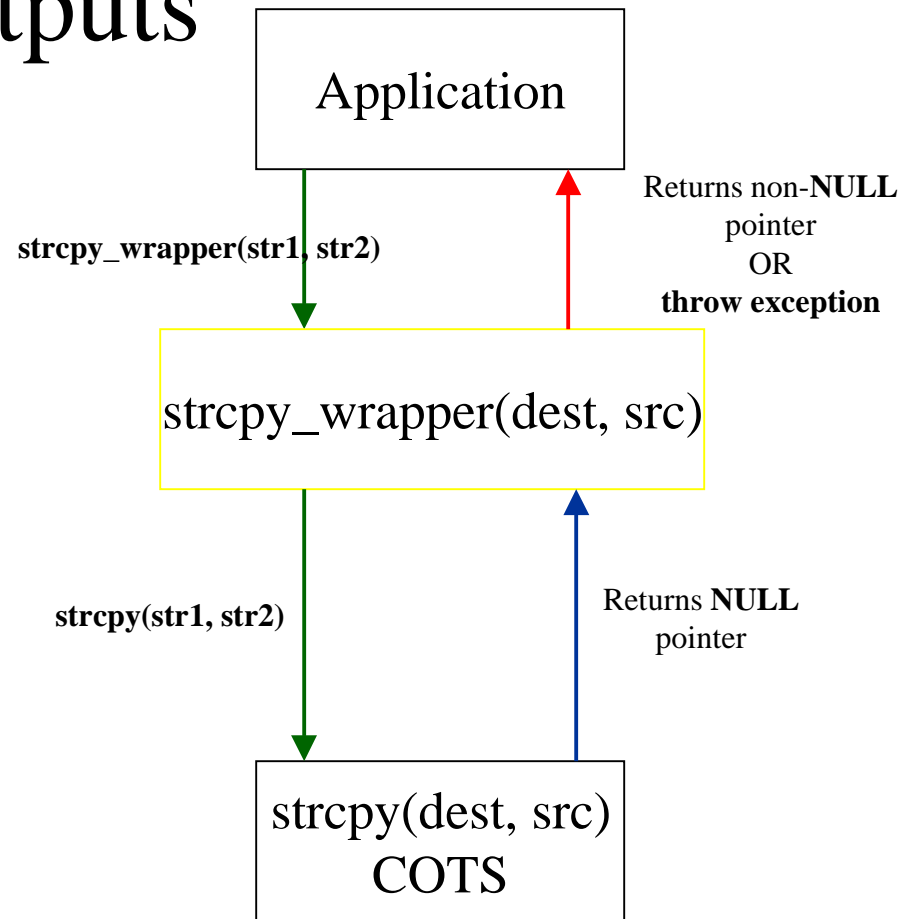 tputs
Application
Returns non-NULL
pointer
OR
throw exception
strcpy_wrapper(str1, str2)
strcpy_wrapper(dest, src)
strcpy(str1, str2)
Returns NULL
pointer
strcpy(dest, src)
COTS